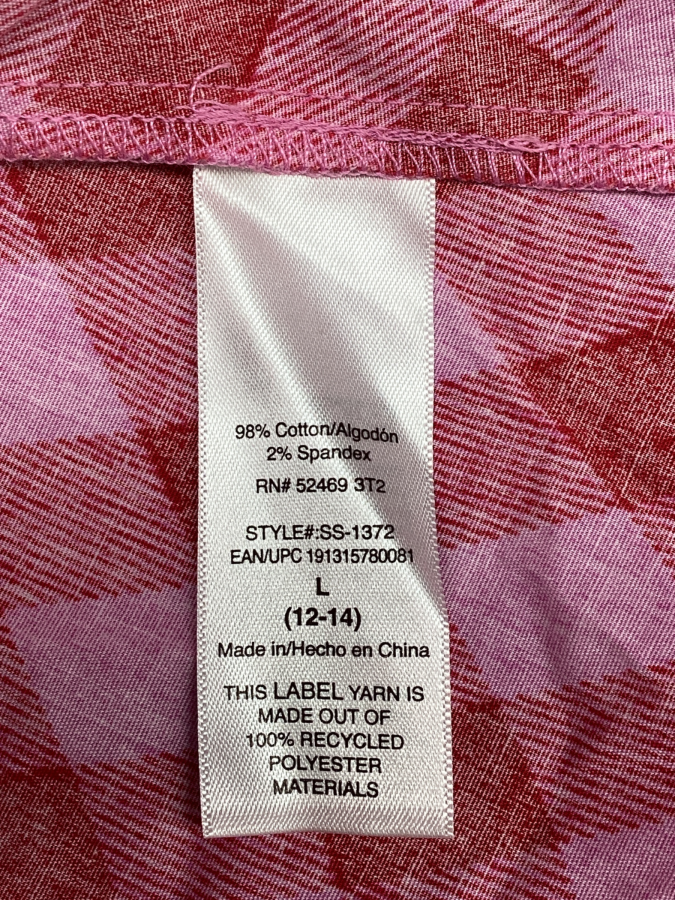 98% Cotton/Algodón
2% Spandex
RN# 52469 3T2
STYLE#:SS-1372
EAN/UPC 191315780081
L
(12-14)
Made in/Hecho en China
THIS LABEL YARN IS
MADE OUT OF
100% RECYCLED
POLYESTER
MATERIALS